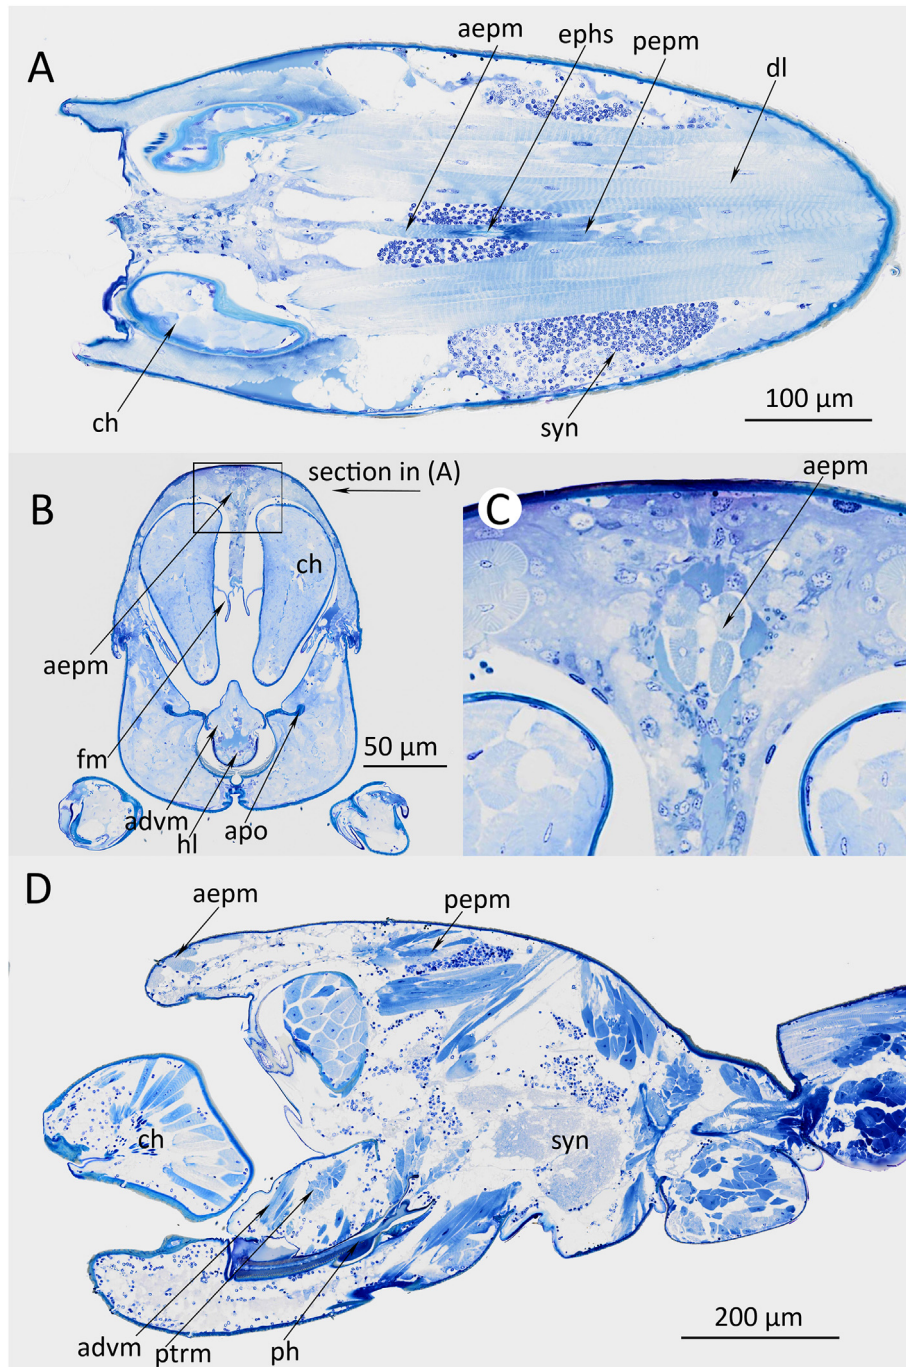 A
aepm
ephs
pepm
dl
ch
syn
100 µm
B
section in (A)
ch
aepm
fm
advm
hl
apo
50 µm
C
aepm
D
aepm
pepm
ch
syn
advm
ptrm
ph
200 µm